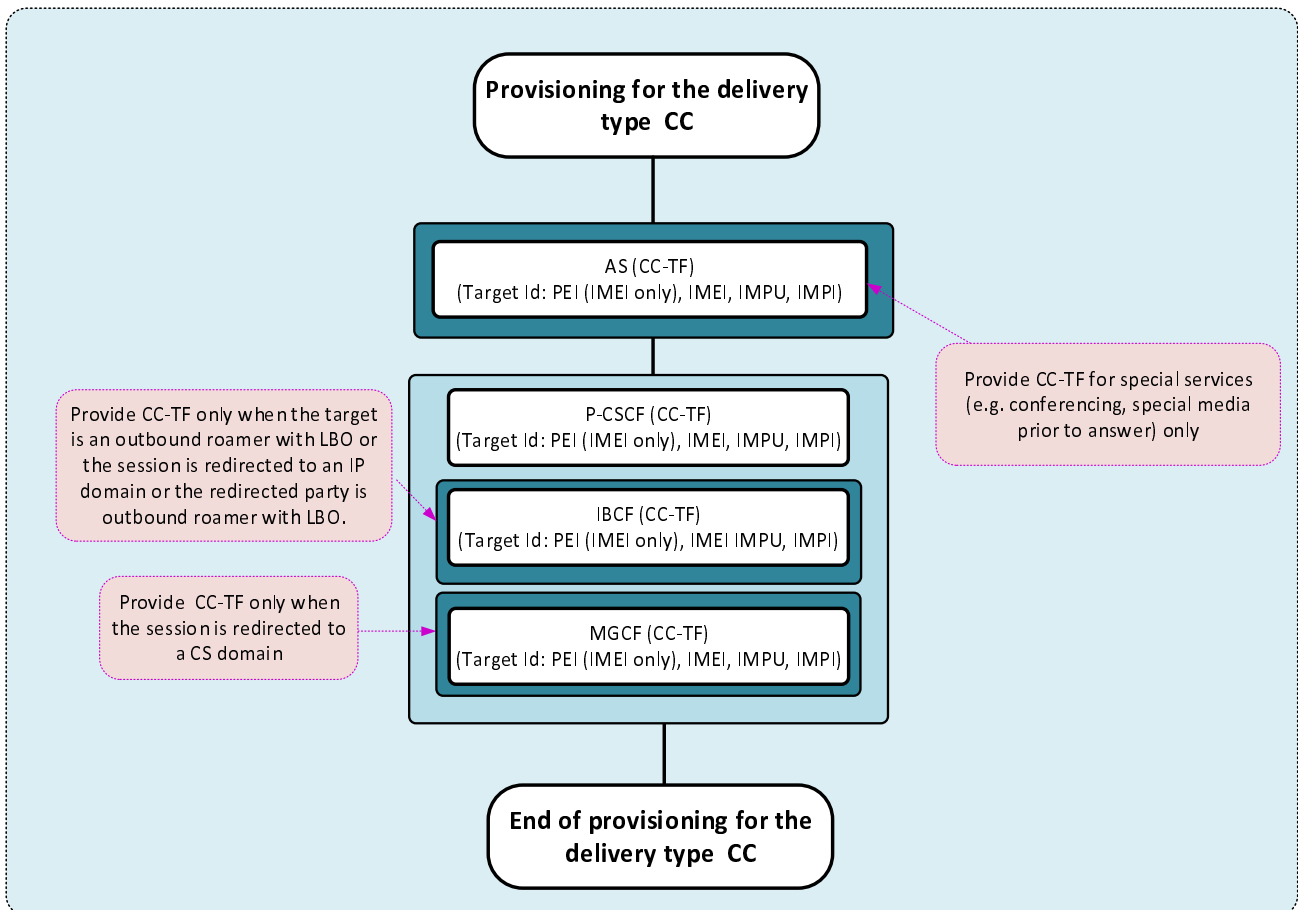 Provisioning for the delivery
type CC
AS (CC-TF)
(Target Id: PEI (IMEI only), IMEI, IMPU, IMPI)
Provide CC-TF for special services
(e.g. conferencing, special media
prior to answer) only
P-CSCF (CC-TF)
(Target Id: PEI (IMEI only), IMEI, IMPU, IMPI)
Provide CC-TF only when the target
is an outbound roamer with LBO or
the session is redirected to an IP
domain or the redirected party is
outbound roamer with LBO.
IBCF (CC-TF)
(Target Id: PEI (IMEI only), IMEI IMPU, IMPI)
Provide CC-TF only when
the session is redirected to
a CS domain
MGCF (CC-TF)
(Target Id: PEI (IMEI only), IMEI, IMPU, IMPI)
End of provisioning for the
delivery type CC